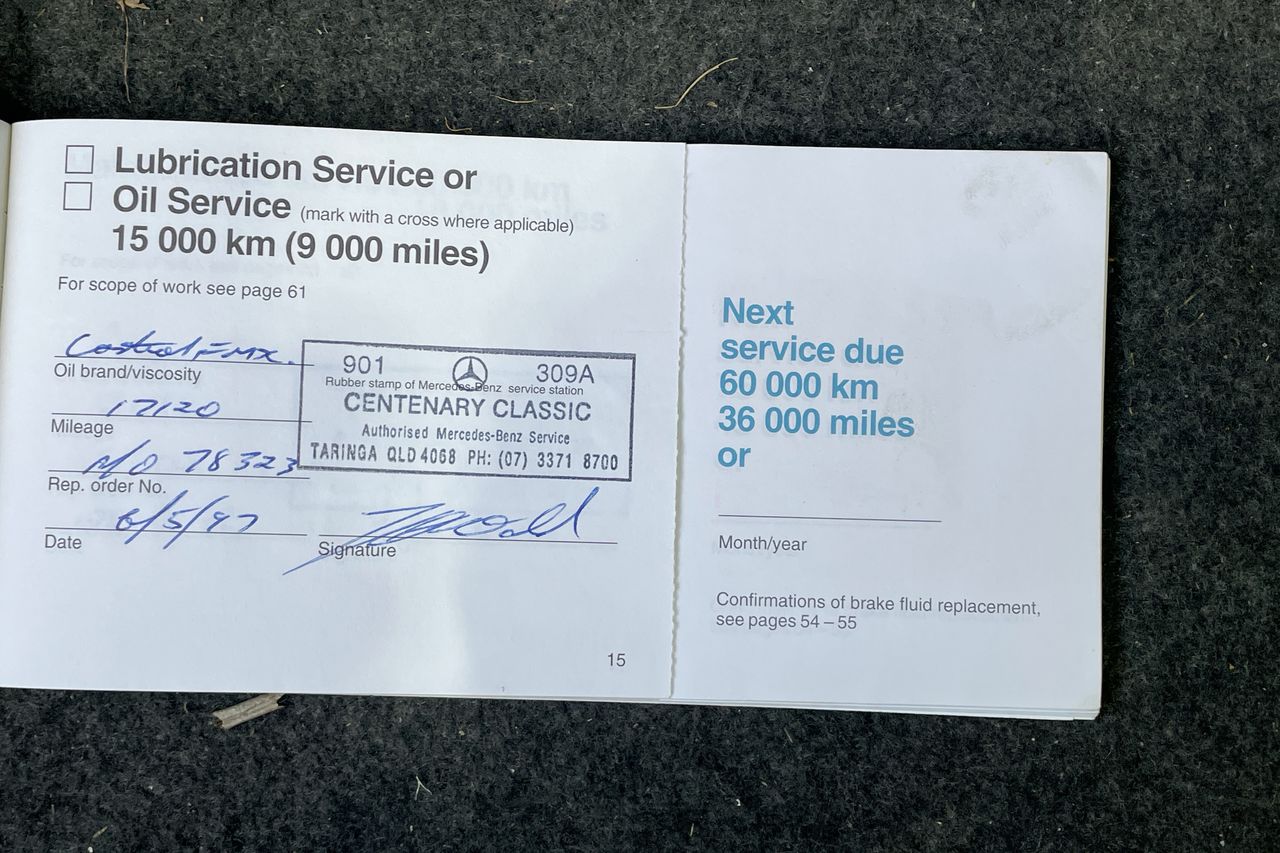 Lubrication Service or
Oil Service (mark with a cross where applicable)
15 000 km (9 000 miles)
For scope of work see page 61
Castrol FMX.
Oil brand/viscosity
17120
Mileage
M/O 78323
Rep. order No.
6/5/97
Date
901 309A
Rubber stamp of Mercedes-Benz service station
CENTENARY CLASSIC
Authorised Mercedes-Benz Service
TARINGA QLD 4068 PH: (07) 3371 8700
Signature
15
Next
service due
60 000 km
36 000 miles
or
Month/year
Confirmations of brake fluid replacement,
see pages 54 – 55